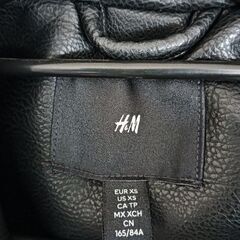 H&M
EUR XS
US XS
CA TP
MX XCH
CN
165/84A